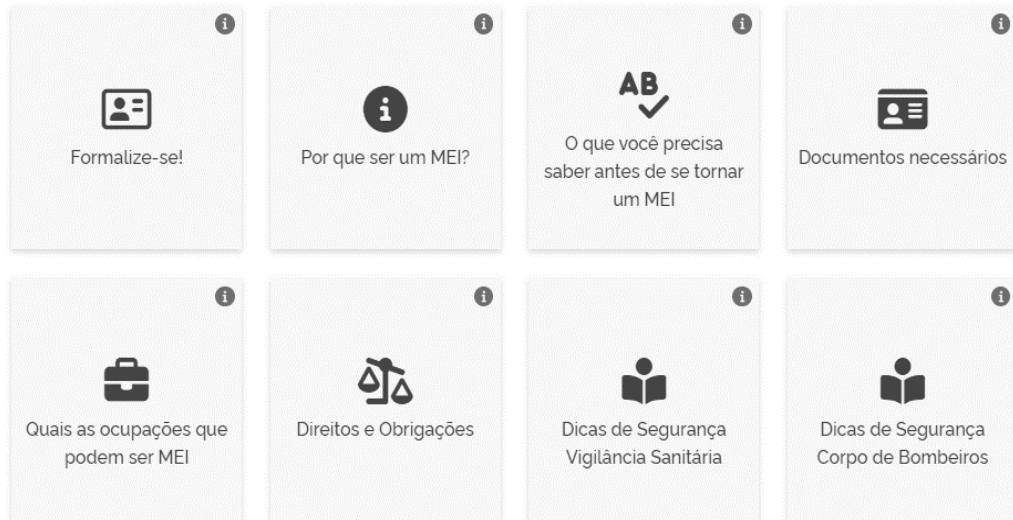 Formalize-se!
Por que ser um MEI?
AB
O que você precisa
saber antes de se tornar
um MEI
Documentos necessários
Quais as ocupações que
podem ser MEI
Direitos e Obrigações
Dicas de Segurança
Vigilância Sanitária
Dicas de Segurança
Corpo de Bombeiros